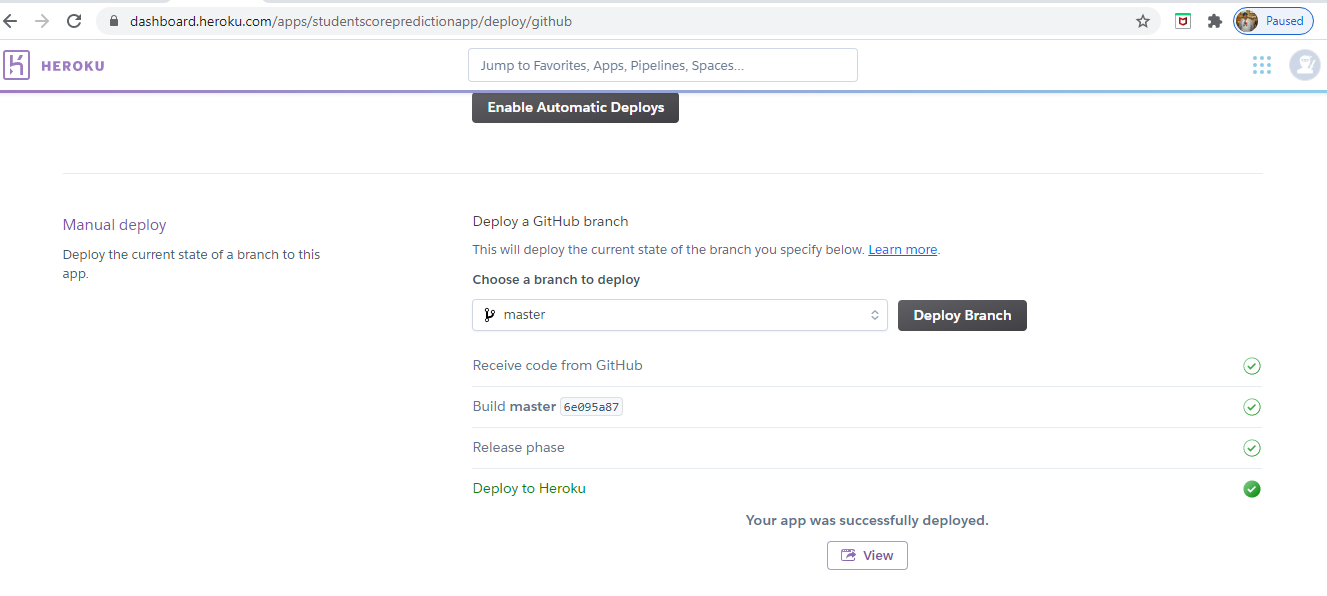 dashboard.heroku.com/apps/studentscorepredictionapp/deploy/github
Paused
HEROKU
Jump to Favorites, Apps, Pipelines, Spaces...
Enable Automatic Deploys
Manual deploy
Deploy the current state of a branch to this
app.
Deploy a GitHub branch
This will deploy the current state of the branch you specify below. Learn more.
Choose a branch to deploy
master
Deploy Branch
Receive code from GitHub
Build master 6e095a87
Release phase
Deploy to Heroku
Your app was successfully deployed.
View